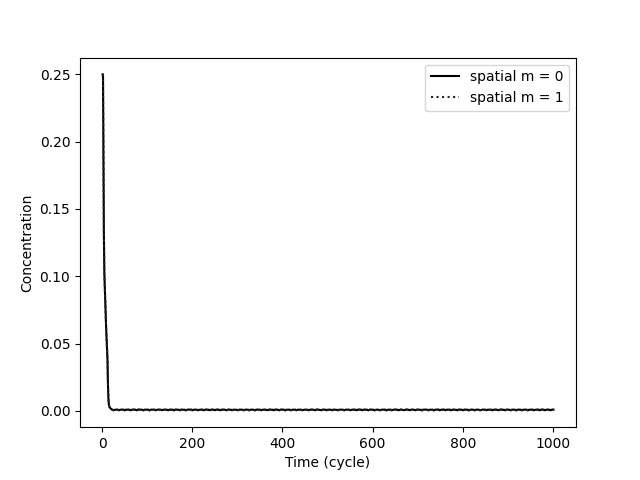 spatial m = 0
spatial m = 1
0.25
0.20
0.15
0.10
0.05
0.00
Concentration
0 200 400 600 800 1000
Time (cycle)